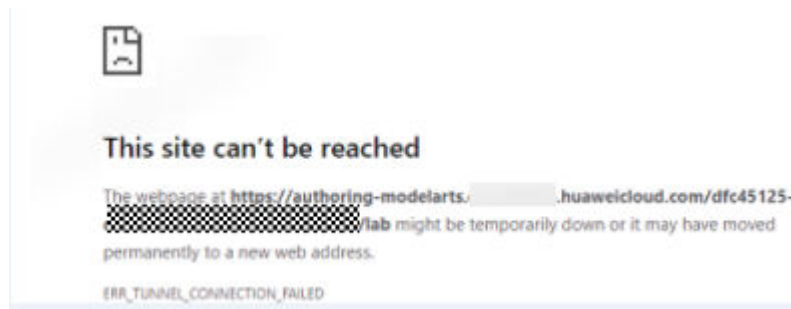 This site can't be reached
The webpage at https://authoring-modelarts. .huaweicloud.com/dfc45125-
/lab might be temporarily down or it may have moved
permanently to a new web address.
ERR_TUNNEL_CONNECTION_FAILED